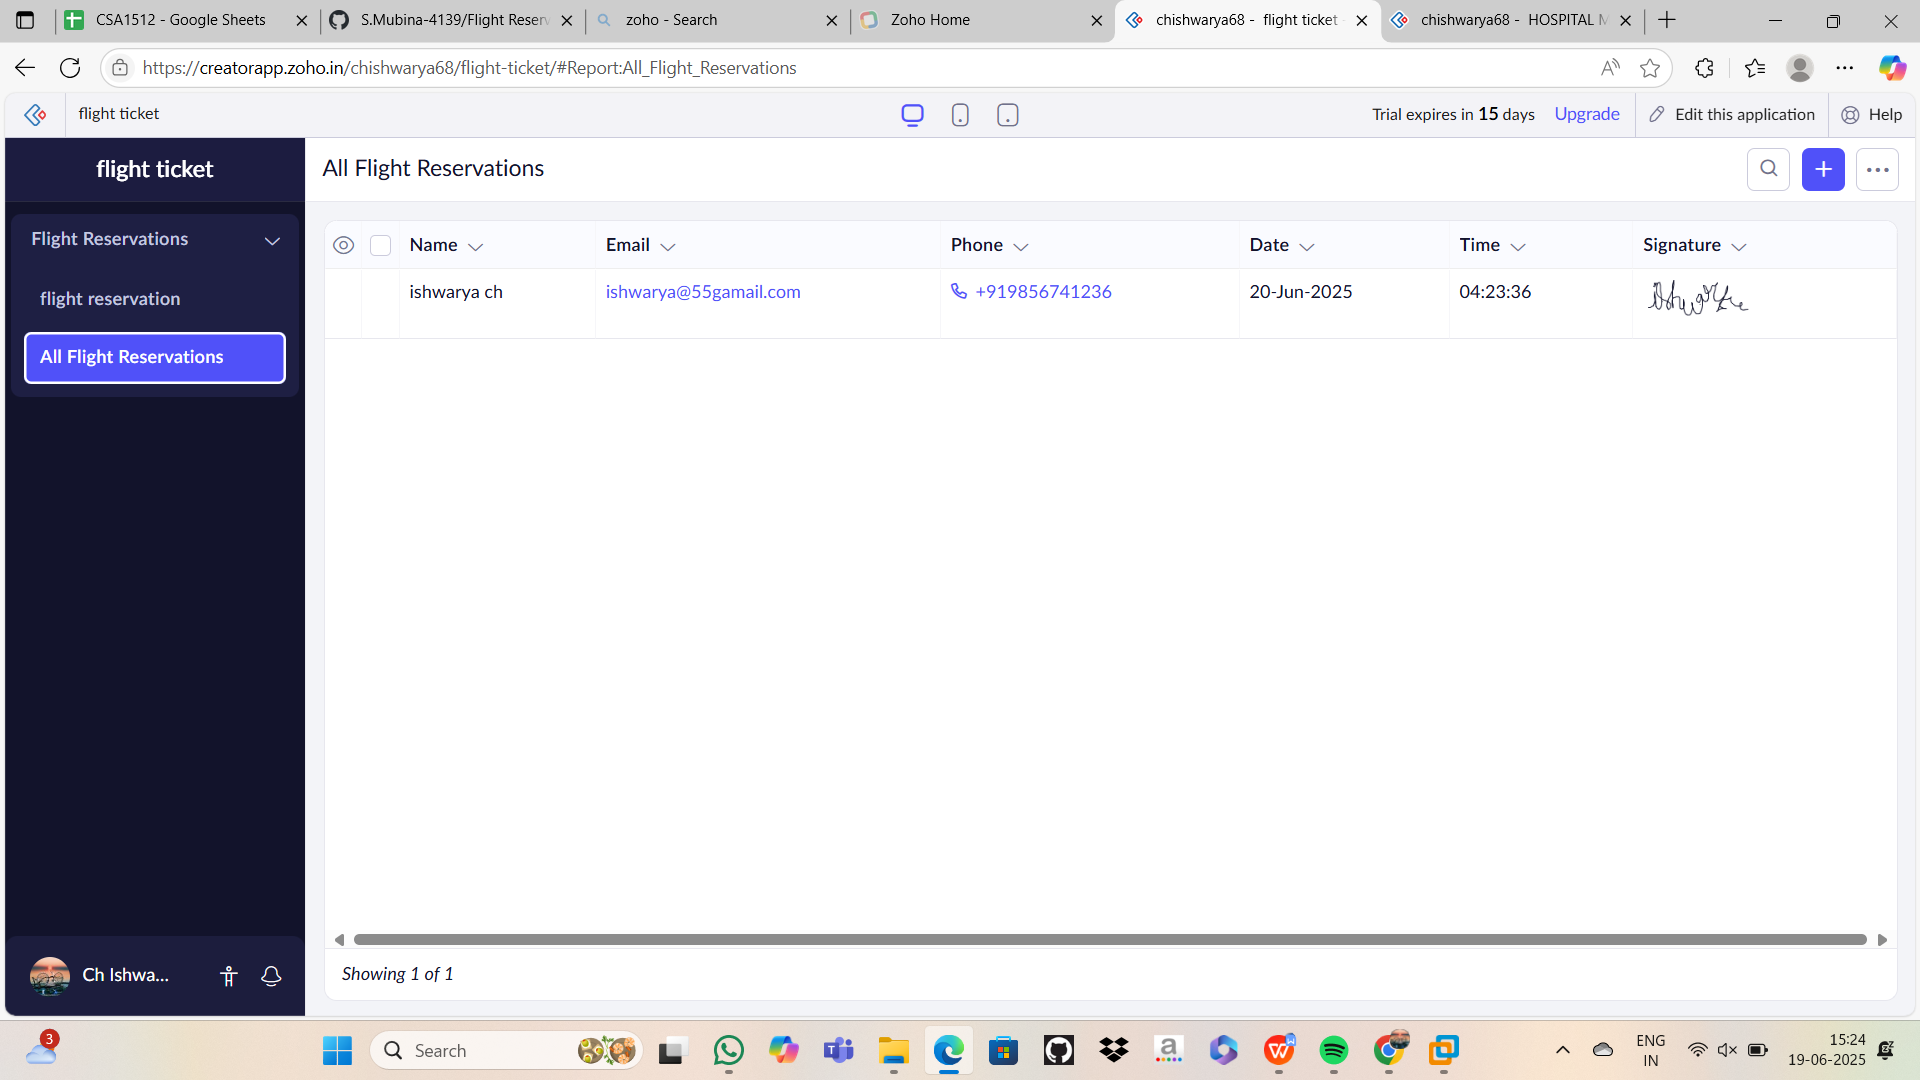 CSA1512 - Google Sheets
S.Mubina-4139/Flight Reserv
zoho - Search
Zoho Home
chishwarya68 - flight ticket
chishwarya68 - HOSPITAL M
https://creatorapp.zoho.in/chishwarya68/flight-ticket/#Report:All_Flight_Reservations
flight ticket
Trial expires in 15 days
Upgrade
Edit this application
Help
flight ticket
All Flight Reservations
Flight Reservations
flight reservation
All Flight Reservations
Name Email Phone Date Time Signature
ishwarya ch ishwarya@55gamail.com +919856741236 20-Jun-2025 04:23:36 Ishwarya
Showing 1 of 1
Ch Ishwa...
3
Search
ENG
IN
15:24
19-06-2025